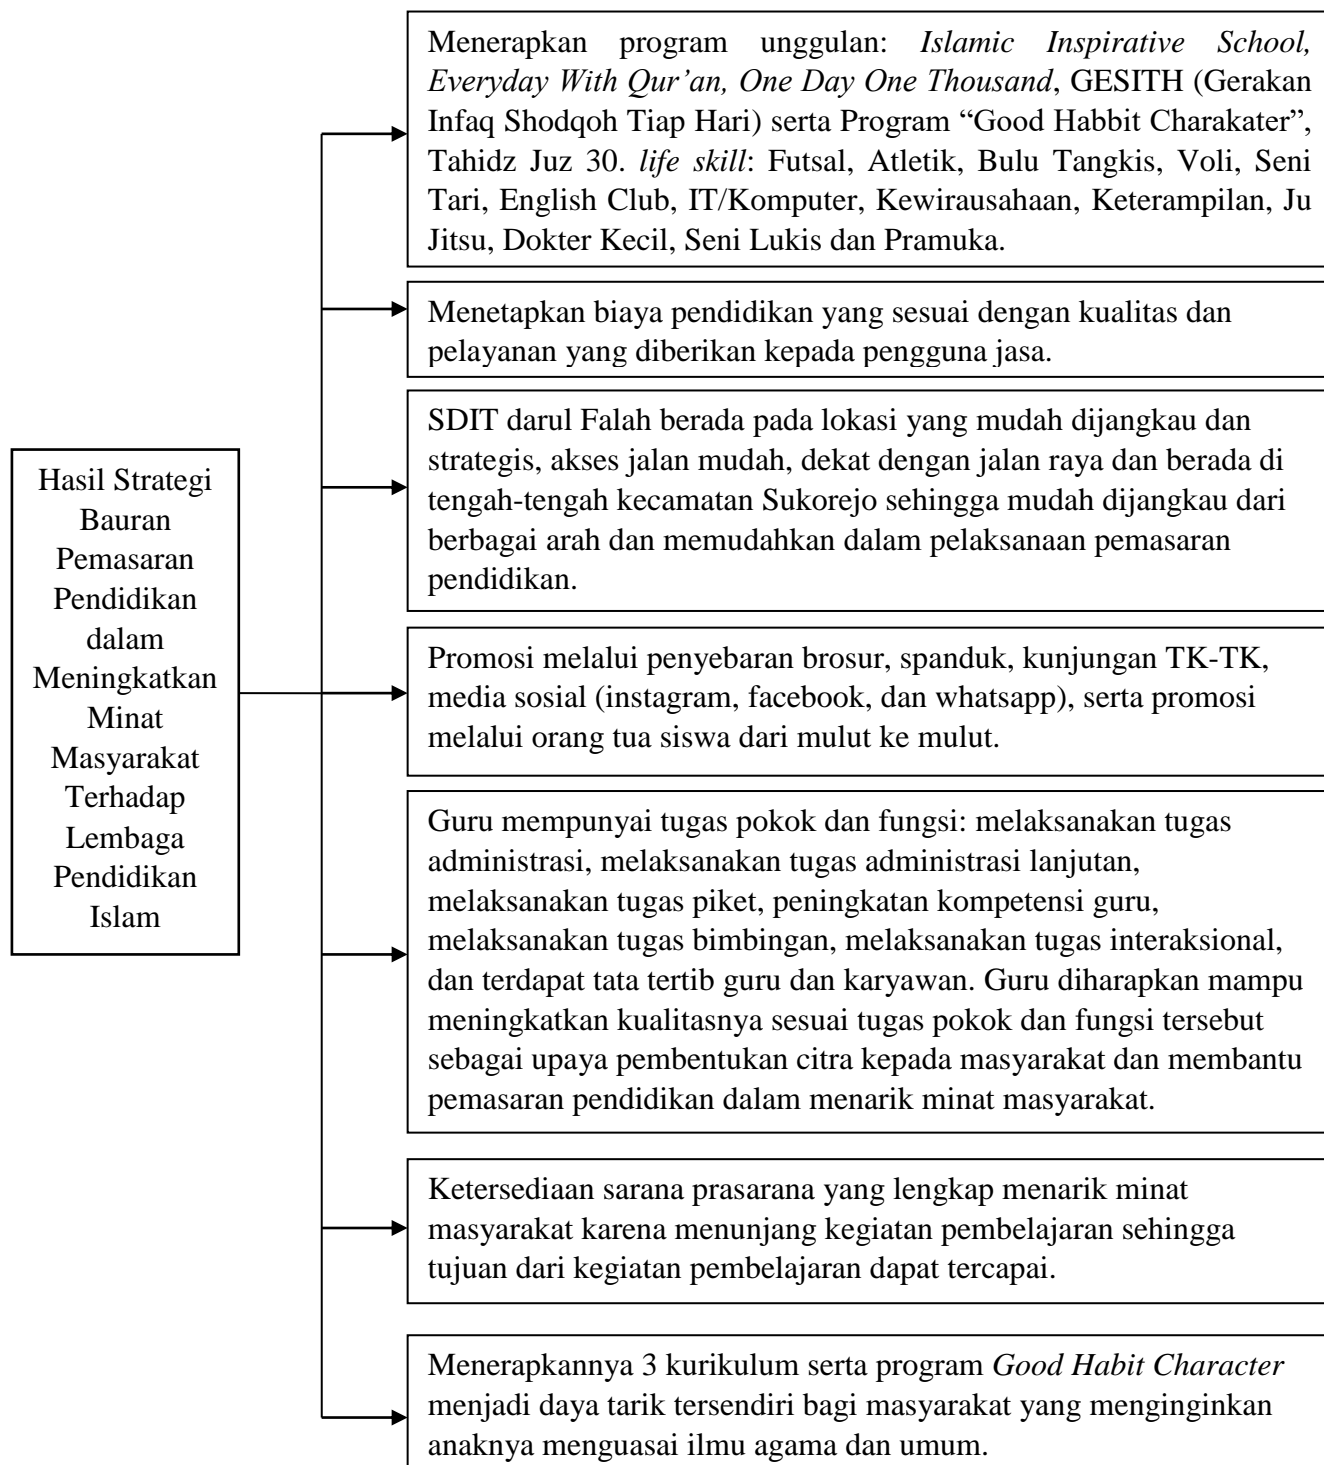 Menerapkan program unggulan: Islamic Inspirative School,
Everyday With Qur’an, One Day One Thousand, GESITH (Gerakan
Infaq Shodqoh Tiap Hari) serta Program “Good Habbit Charakater”,
Tahidz Juz 30. life skill: Futsal, Atletik, Bulu Tangkis, Voli, Seni
Tari, English Club, IT/Komputer, Kewirausahaan, Keterampilan, Ju
Jitsu, Dokter Kecil, Seni Lukis dan Pramuka.
Menetapkan biaya pendidikan yang sesuai dengan kualitas dan
pelayanan yang diberikan kepada pengguna jasa.
SDIT darul Falah berada pada lokasi yang mudah dijangkau dan
strategis, akses jalan mudah, dekat dengan jalan raya dan berada di
tengah-tengah kecamatan Sukorejo sehingga mudah dijangkau dari
berbagai arah dan memudahkan dalam pelaksanaan pemasaran
pendidikan.
Hasil Strategi
Bauran
Pemasaran
Pendidikan
dalam
Meningkatkan
Minat
Masyarakat
Terhadap
Lembaga
Pendidikan
Islam
Promosi melalui penyebaran brosur, spanduk, kunjungan TK-TK,
media sosial (instagram, facebook, dan whatsapp), serta promosi
melalui orang tua siswa dari mulut ke mulut.
Guru mempunyai tugas pokok dan fungsi: melaksanakan tugas
administrasi, melaksanakan tugas administrasi lanjutan,
melaksanakan tugas piket, peningkatan kompetensi guru,
melaksanakan tugas bimbingan, melaksanakan tugas interaksional,
dan terdapat tata tertib guru dan karyawan. Guru diharapkan mampu
meningkatkan kualitasnya sesuai tugas pokok dan fungsi tersebut
sebagai upaya pembentukan citra kepada masyarakat dan membantu
pemasaran pendidikan dalam menarik minat masyarakat.
Ketersediaan sarana prasarana yang lengkap menarik minat
masyarakat karena menunjang kegiatan pembelajaran sehingga
tujuan dari kegiatan pembelajaran dapat tercapai.
Menerapkannya 3 kurikulum serta program Good Habit Character
menjadi daya tarik tersendiri bagi masyarakat yang menginginkan
anaknya menguasai ilmu agama dan umum.